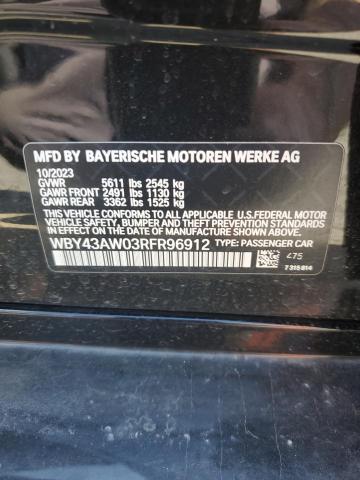 MFD BY BAYERISCHE MOTOREN WERKE AG
10/2023
GVWR 5611 lbs 2545 kg
GAWR FRONT 2491 lbs 1130 kg
GAWR REAR 3362 lbs 1525 kg
THIS VEHICLE CONFORMS TO ALL APPLICABLE U.S. FEDERAL MOTOR
VEHICLE SAFETY, BUMPER, AND THEFT PREVENTION STANDARDS
IN EFFECT ON THE DATE OF MANUFACTURE SHOWN ABOVE.
WBY43AW03RFR96912 TYPE: PASSENGER CAR
475
7 315 814